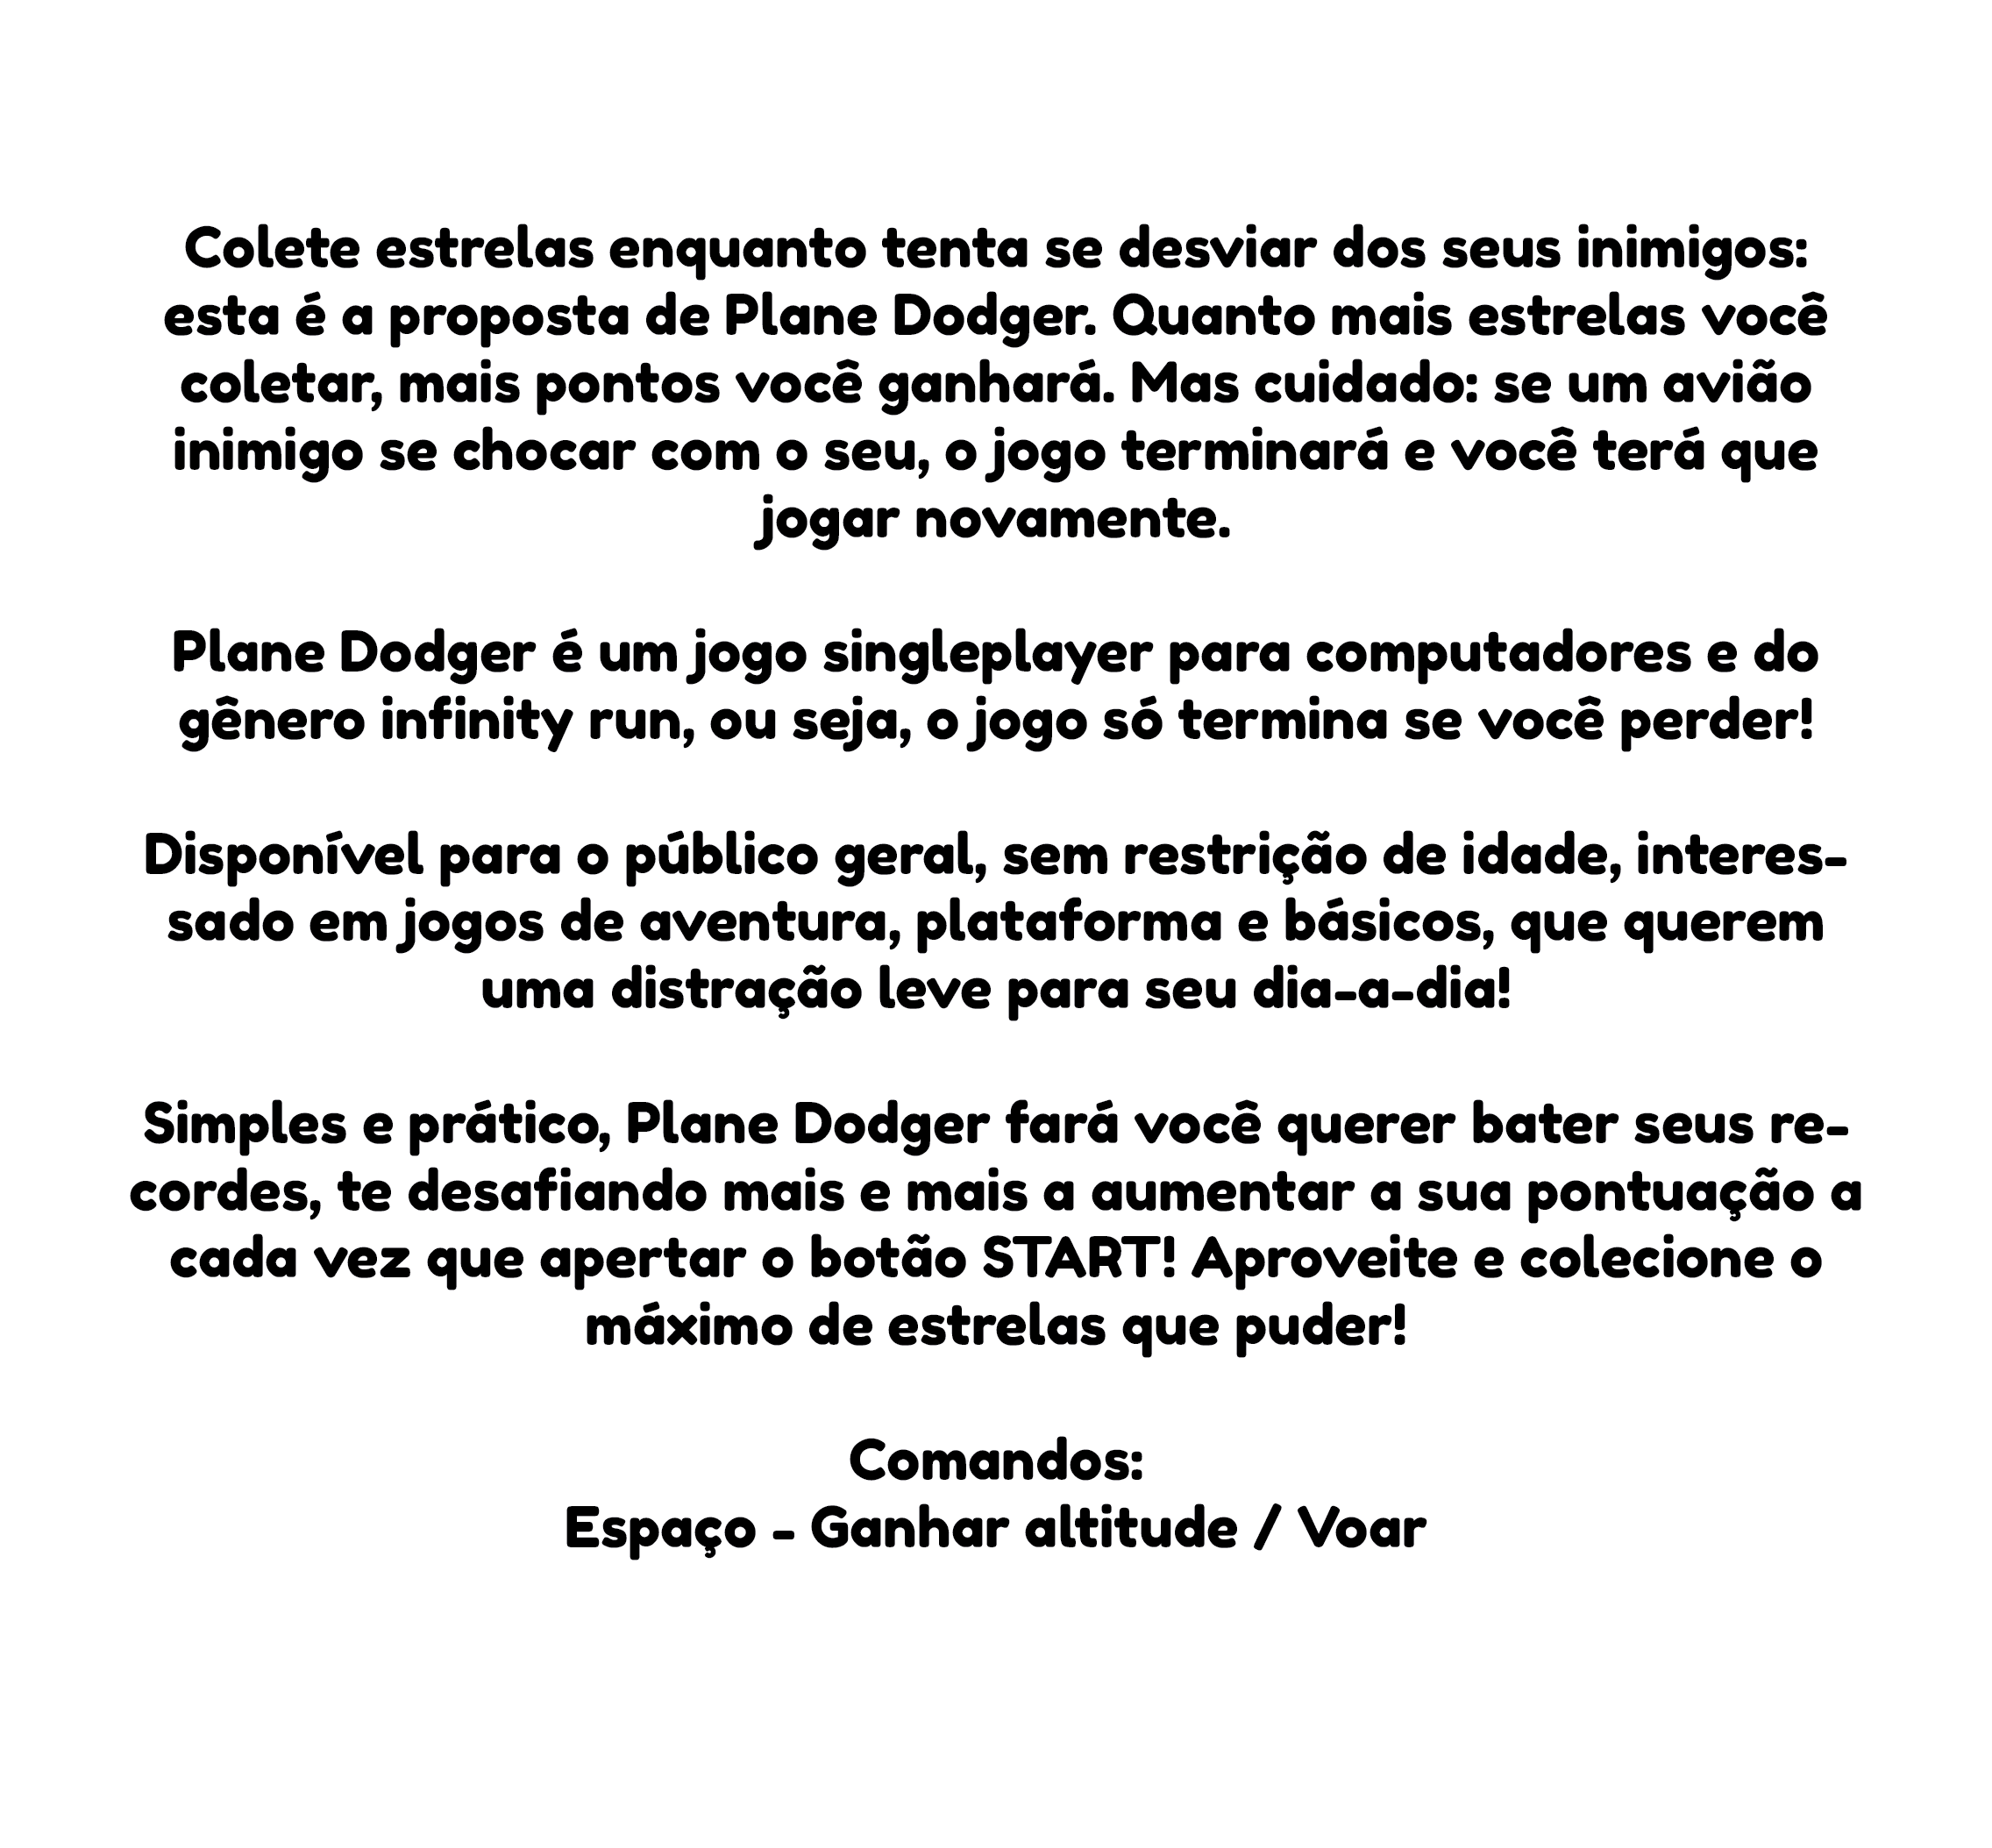 Colete estrelas enquanto tenta se desviar dos seus inimigos:
esta é a proposta de Plane Dodger. Quanto mais estrelas você
coletar, mais pontos você ganhará. Mas cuidado: se um avião
inimigo se chocar com o seu, o jogo terminará e você terá que
jogar novamente.
Plane Dodger é um jogo singleplayer para computadores e do
gênero infinity run, ou seja, o jogo só termina se você perder!
Disponível para o público geral, sem restrição de idade, interes-
sado em jogos de aventura, plataforma e básicos, que querem
uma distração leve para seu dia-a-dia!
Simples e prático, Plane Dodger fará você querer bater seus re-
cordes, te desafiando mais e mais a aumentar a sua pontuação a
cada vez que apertar o botão START! Aproveite e colecione o
máximo de estrelas que puder!
Comandos:
Espaço - Ganhar altitude / Voar